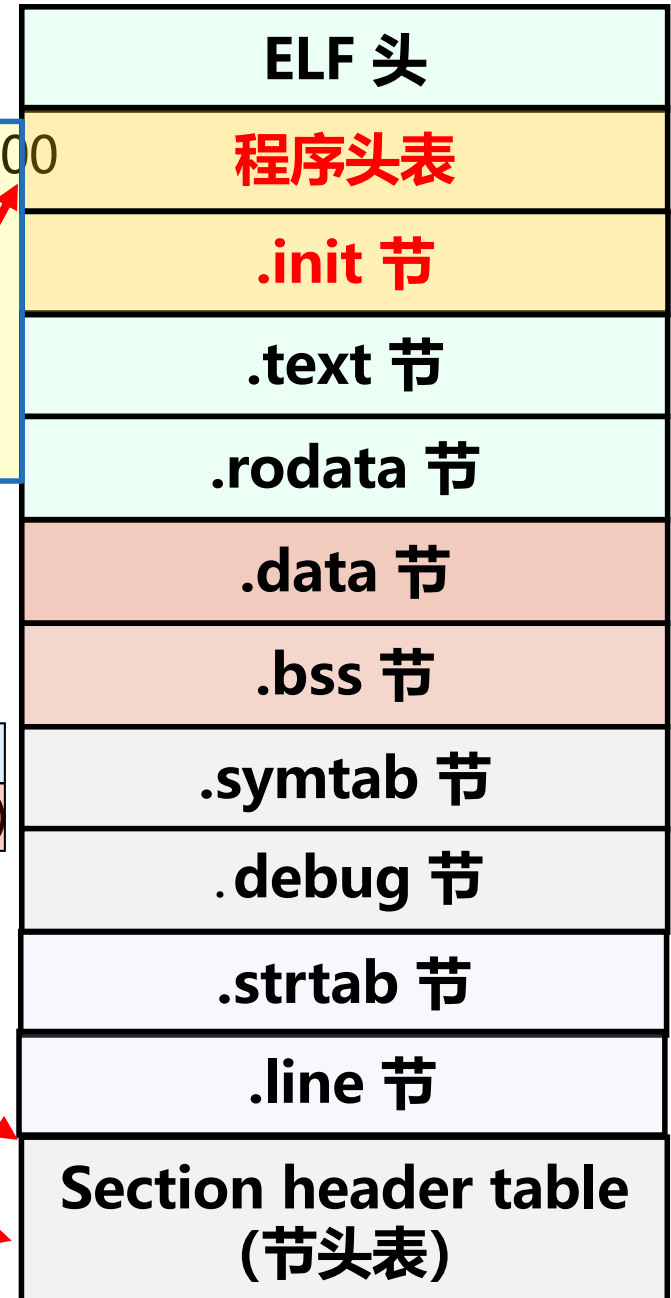 ELF 头
00
程序头表
.init 节
.text 节
.rodata 节
.data 节
.bss 节
.symtab 节
. debug 节
.strtab 节
.line 节
Section header table
(节头表)